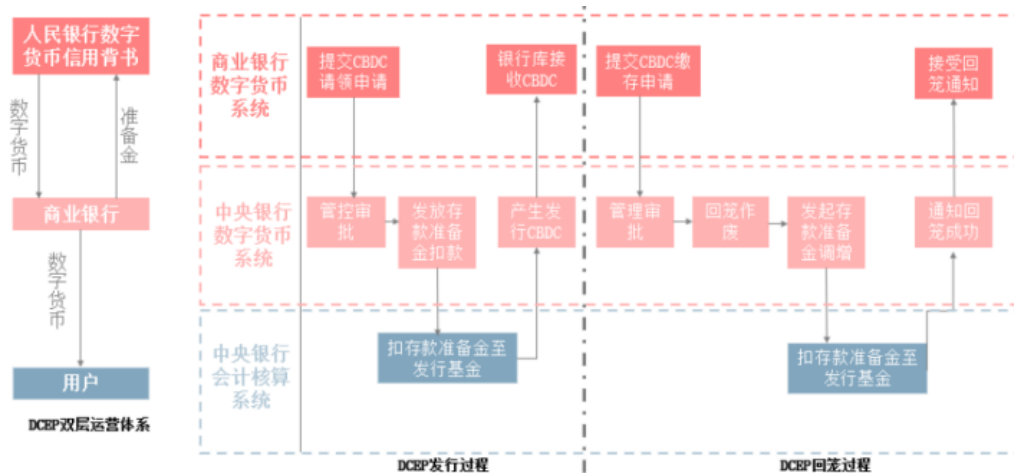 人民银行数字
货币信用背书
数字货币
准备金
商业银行
数字货币
用户
DCEP双层运营体系
商业银行
数字货币
系统
提交CBDC
请领申请
银行库接
收CBDC
提交CBDC缴
存申请
接受回
笼通知
中央银行
数字货币
系统
管控审
批
发放存
款准备
金扣款
产生发
行CBDC
管理审
批
回笼作
废
发起存
款准备
金调增
通知回
笼成功
中央银行
会计核算
系统
扣存款准备金至
发行基金
扣存款准备金至
发行基金
DCEP发行过程
DCEP回笼过程